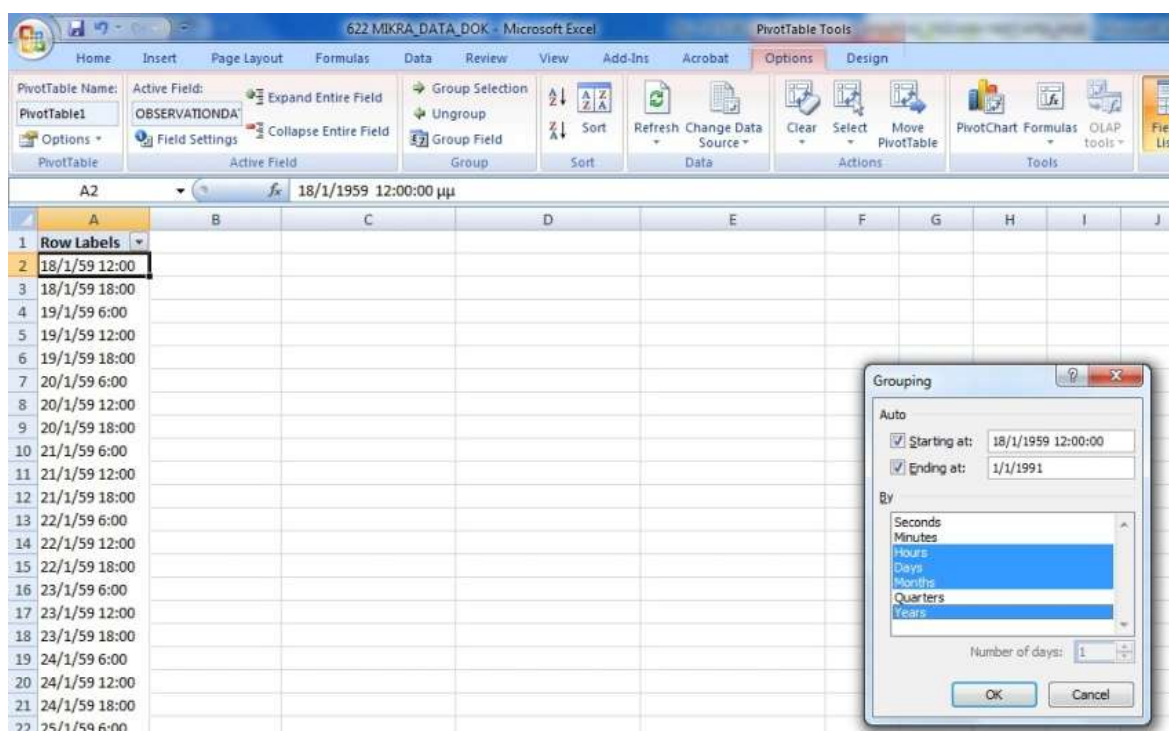 622 MIKRA_DATA_DOK - Microsoft Excel
PivotTable Tools
Home Insert Page Layout Formulas Data Review View Add-Ins Acrobat Options Design
PivotTable Name:
PivotTable1
Options
PivotTable
Active Field:
OBSERVATIONDA
Field Settings
Expand Entire Field
Collapse Entire Field
Active Field
Group Selection
Ungroup
Group Field
Group
Sort
Sort
Refresh
Change Data Source
Data
Clear
Select
Move PivotTable
Actions
PivotChart
Formulas
OLAP tools
Tools
Fie
Lis
A2
fx 18/1/1959 12:00:00 μμ
A B C D E F G H I J
1 Row Labels
2 18/1/59 12:00
3 18/1/59 18:00
4 19/1/59 6:00
5 19/1/59 12:00
6 19/1/59 18:00
7 20/1/59 6:00
8 20/1/59 12:00
9 20/1/59 18:00
10 21/1/59 6:00
11 21/1/59 12:00
12 21/1/59 18:00
13 22/1/59 6:00
14 22/1/59 12:00
15 22/1/59 18:00
16 23/1/59 6:00
17 23/1/59 12:00
18 23/1/59 18:00
19 24/1/59 6:00
20 24/1/59 12:00
21 24/1/59 18:00
22 25/1/59 6:00
Grouping
Auto
Starting at: 18/1/1959 12:00:00
Ending at: 1/1/1991
By
Seconds
Minutes
Hours
Days
Months
Quarters
Years
Number of days: 1
OK Cancel